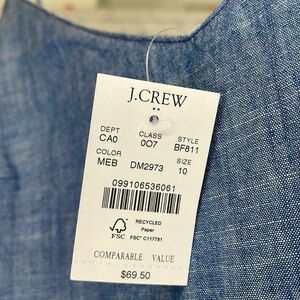 J.CREW
DEPT CLASS STYLE
CA0 007 BF811
COLOR SIZE
MEB DM2973 10
099106536061
FSC
RECYCLED
Paper
FSC® C117781
COMPARABLE VALUE
$69.50